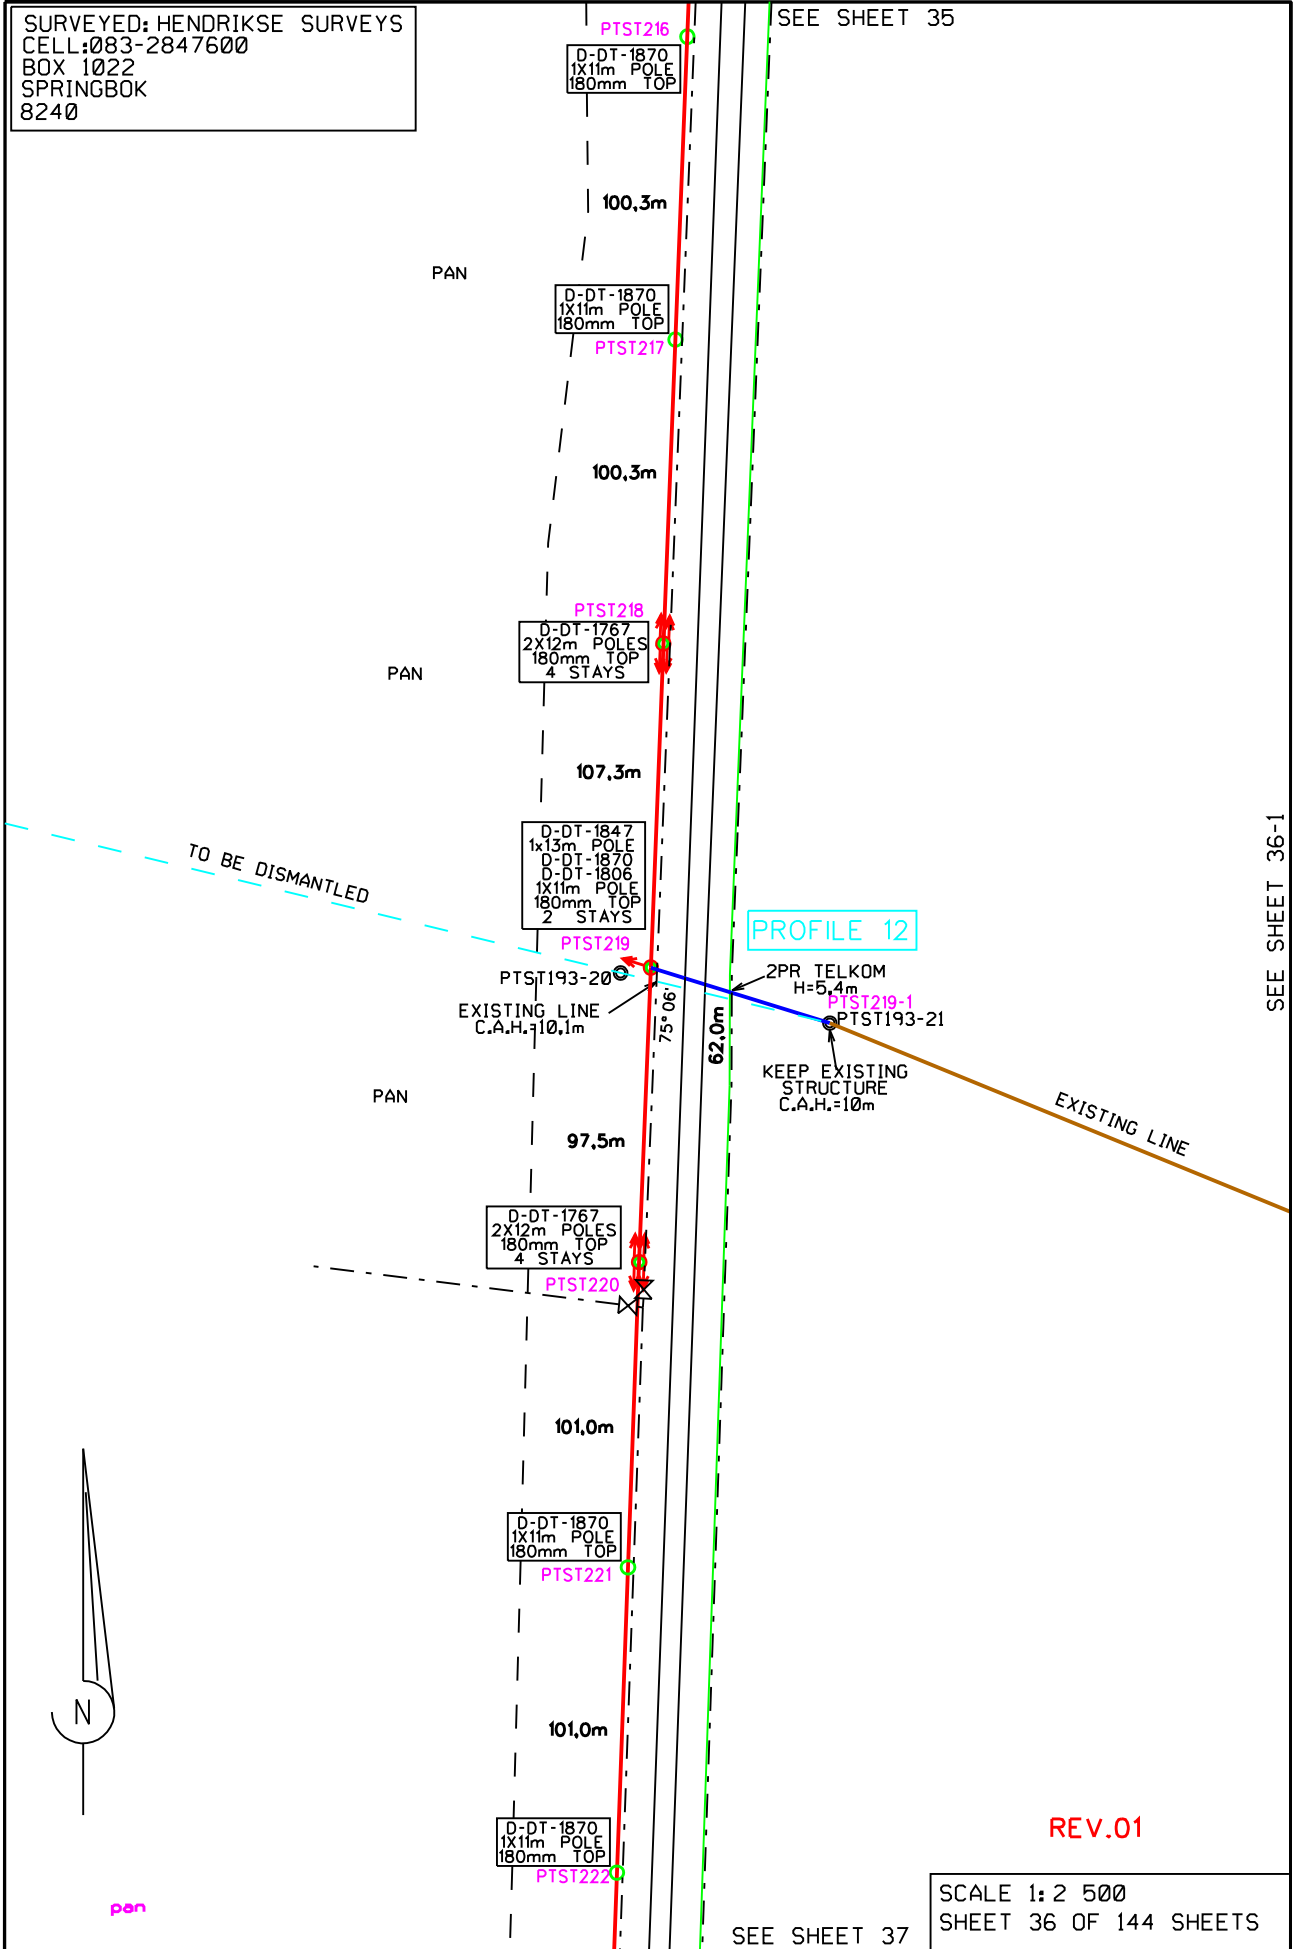 SURVEYED: HENDRIKSE SURVEYS
CELL:083-2847600
BOX 1022
SPRINGBOK
8240
SEE SHEET 35
PTST216
D-DT-1870
1X11m POLE
180mm TOP
100,3m
PAN
D-DT-1870
1X11m POLE
180mm TOP
PTST217
100,3m
PTST218
D-DT-1767
2X12m POLES
180mm TOP
4 STAYS
PAN
107,3m
D-DT-1847
1x13m POLE
D-DT-1870
D-DT-1806
1X11m POLE
180mm TOP
2 STAYS
TO BE DISMANTLED
SEE SHEET 36-1
PROFILE 12
PTST219
PTST193-20
2PR TELKOM
H=5,4m
PTST219-1
PTST193-21
EXISTING LINE
C.A.H.=10,1m
75° 06'
62,0m
KEEP EXISTING
STRUCTURE
C.A.H.=10m
PAN
EXISTING LINE
97,5m
D-DT-1767
2X12m POLES
180mm TOP
4 STAYS
PTST220
101,0m
D-DT-1870
1X11m POLE
180mm TOP
PTST221
N
101,0m
D-DT-1870
1X11m POLE
180mm TOP
PTST222
REV.01
pan
SEE SHEET 37
SCALE 1: 2 500
SHEET 36 OF 144 SHEETS